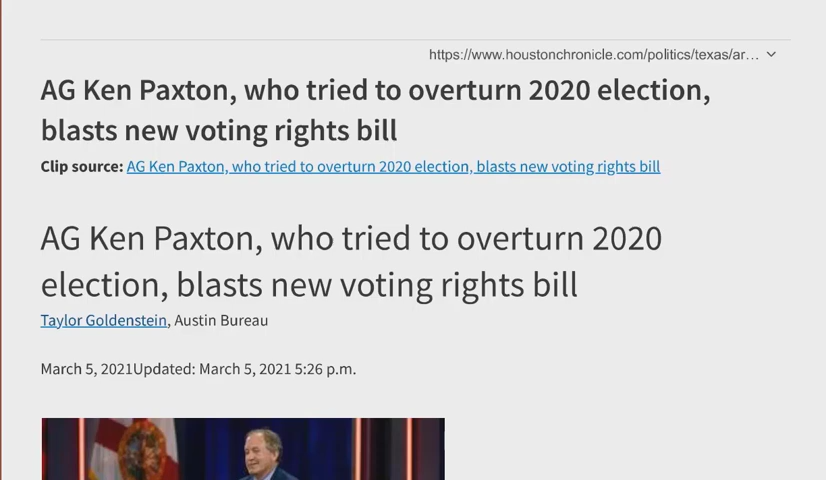 https://www.houstonchronicle.com/politics/texas/ar…
AG Ken Paxton, who tried to overturn 2020 election,
blasts new voting rights bill
Clip source: AG Ken Paxton, who tried to overturn 2020 election, blasts new voting rights bill
AG Ken Paxton, who tried to overturn 2020
election, blasts new voting rights bill
Taylor Goldenstein, Austin Bureau
March 5, 2021Updated: March 5, 2021 5:26 p.m.